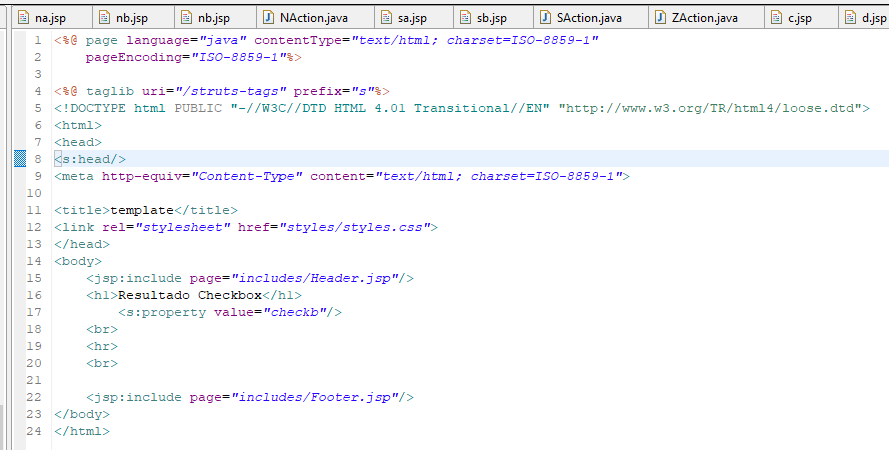 na.jsp nb.jsp nb.jsp NAction.java sa.jsp sb.jsp SAction.java ZAction.java c.jsp d.jsp
1 <%@ page language="java" contentType="text/html; charset=ISO-8859-1"
2     pageEncoding="ISO-8859-1"%>
3
4 <%@ taglib uri="/struts-tags" prefix="s"%>
5 <!DOCTYPE html PUBLIC "-//W3C//DTD HTML 4.01 Transitional//EN" "http://www.w3.org/TR/html4/loose.dtd">
6 <html>
7 <head>
8 <s:head/>
9 <meta http-equiv="Content-Type" content="text/html; charset=ISO-8859-1">
10
11 <title>template</title>
12 <link rel="stylesheet" href="styles/styles.css">
13 </head>
14 <body>
15     <jsp:include page="includes/Header.jsp"/>
16     <h1>Resultado Checkbox</h1>
17         <s:property value="checkb"/>
18     <br>
19     <hr>
20     <br>
21
22     <jsp:include page="includes/Footer.jsp"/>
23 </body>
24 </html>